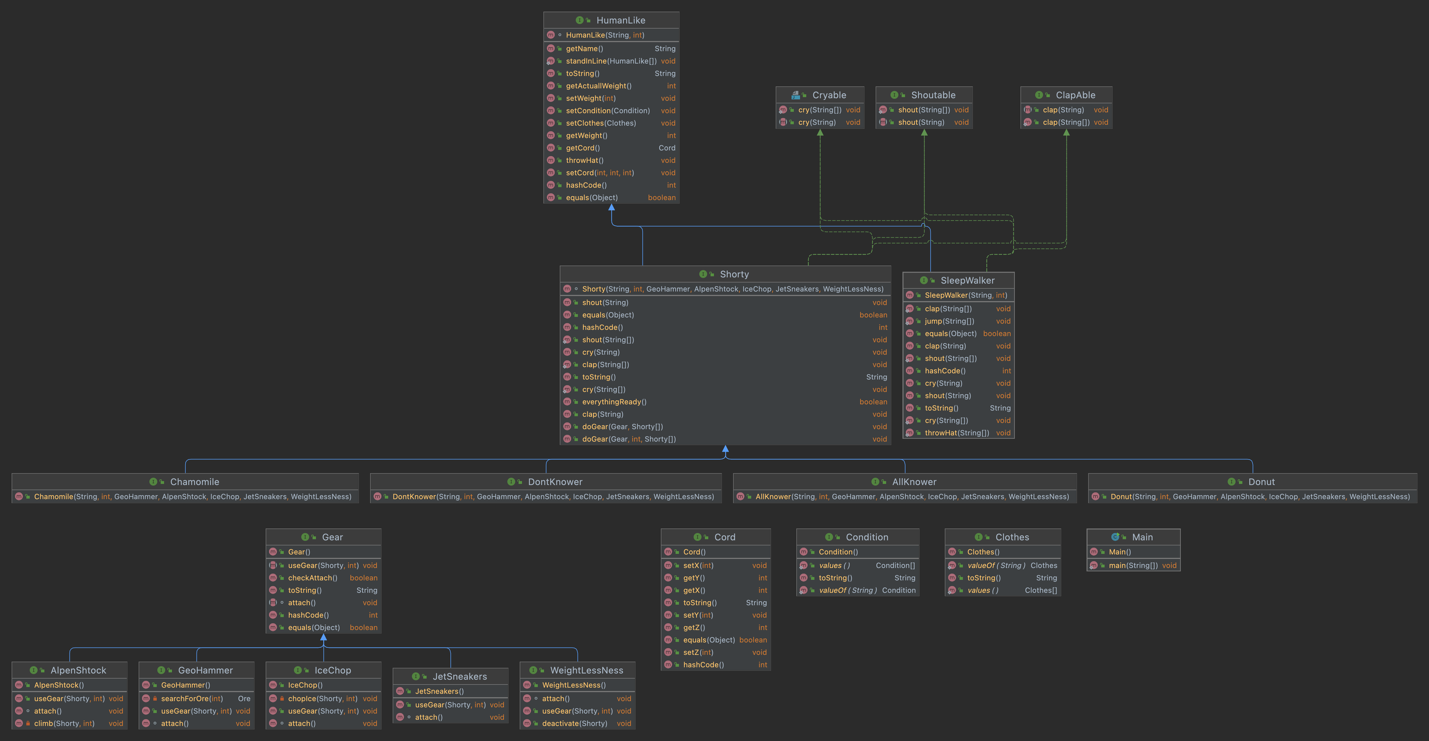 HumanLike
HumanLike(String, int)
getName() String
standInLine(HumanLike[]) void
toString() String
getActuallWeight() int
setWeight(int) void
setCondition(Condition) void
setClothes(Clothes) void
getWeight() int
getCord() Cord
throwHat() void
setCord(int, int, int) void
hashCode() int
equals(Object) boolean
Cryable
cry(String[]) void
cry(String) void
Shoutable
shout(String[]) void
shout(String) void
ClapAble
clap(String) void
clap(String[]) void
Shorty
Shorty(String, int, GeoHammer, AlpenShtock, IceChop, JetSneakers, WeightLessNess)
shout(String) void
equals(Object) boolean
hashCode() int
shout(String[]) void
cry(String) void
clap(String[]) void
toString() String
cry(String[]) void
everythingReady() boolean
clap(String) void
doGear(Gear, Shorty[]) void
doGear(Gear, int, Shorty[]) void
SleepWalker
SleepWalker(String, int)
clap(String[]) void
jump(String[]) void
equals(Object) boolean
clap(String) void
shout(String[]) void
hashCode() int
cry(String) void
shout(String) void
toString() String
cry(String[]) void
throwHat(String[]) void
Chamomile
Chamomile(String, int, GeoHammer, AlpenShtock, IceChop, JetSneakers, WeightLessNess)
DontKnower
DontKnower(String, int, GeoHammer, AlpenShtock, IceChop, JetSneakers, WeightLessNess)
AllKnower
AllKnower(String, int, GeoHammer, AlpenShtock, IceChop, JetSneakers, WeightLessNess)
Donut
Donut(String, int, GeoHammer, AlpenShtock, IceChop, JetSneakers, WeightLessNess)
Gear
Gear()
useGear(Shorty, int) void
checkAttach() boolean
toString() String
attach() void
hashCode() int
equals(Object) boolean
Cord
Cord()
setX(int) void
getY() int
getX() int
toString() String
setY(int) void
getZ() int
equals(Object) boolean
setZ(int) void
hashCode() int
Condition
Condition()
values() Condition[]
toString() String
valueOf(String) Condition
Clothes
Clothes()
valueOf(String) Clothes
toString() String
values() Clothes[]
Main
Main()
main(String[]) void
AlpenShtock
AlpenShtock()
useGear(Shorty, int) void
attach() void
climb(Shorty, int) void
GeoHammer
GeoHammer()
searchForOre(int) Ore
useGear(Shorty, int) void
attach() void
IceChop
IceChop()
chopice(Shorty, int) void
useGear(Shorty, int) void
attach() void
JetSneakers
JetSneakers()
useGear(Shorty, int) void
attach() void
WeightLessNess
WeightLessNess()
attach() void
useGear(Shorty, int) void
deactivate(Shorty) void